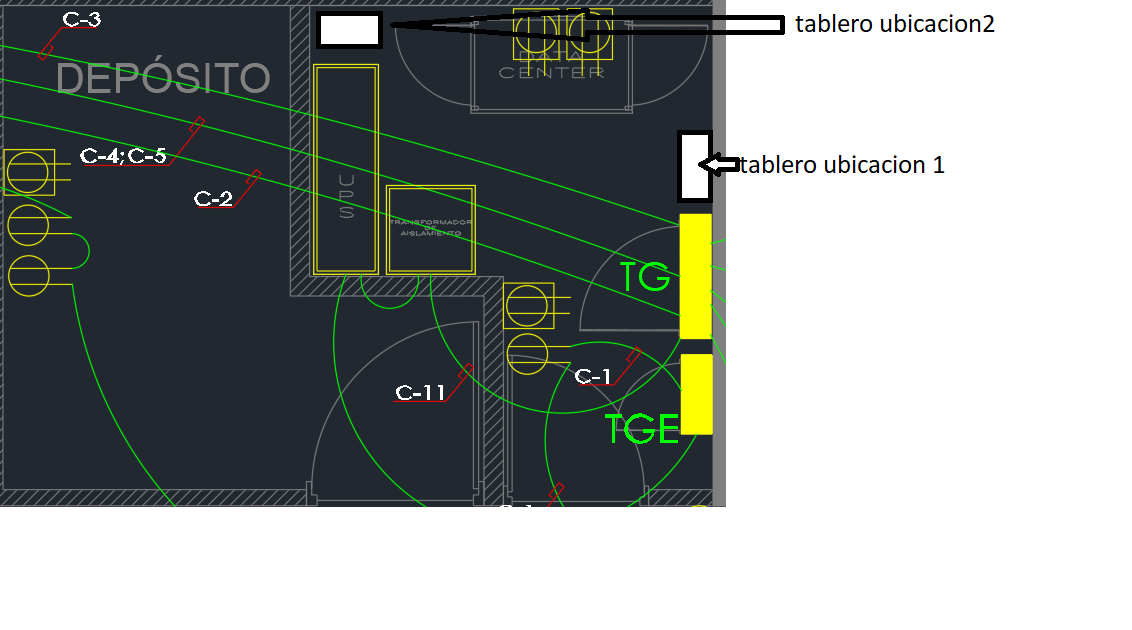 C-3
tablero ubicacion2
DEPÓSITO
DATA
CENTER
C-4;C-5
tablero ubicacion 1
C-2
UPS
TRANSFORMADOR
DE
AISLAMIENTO
TG
C-1
C-11
TGE